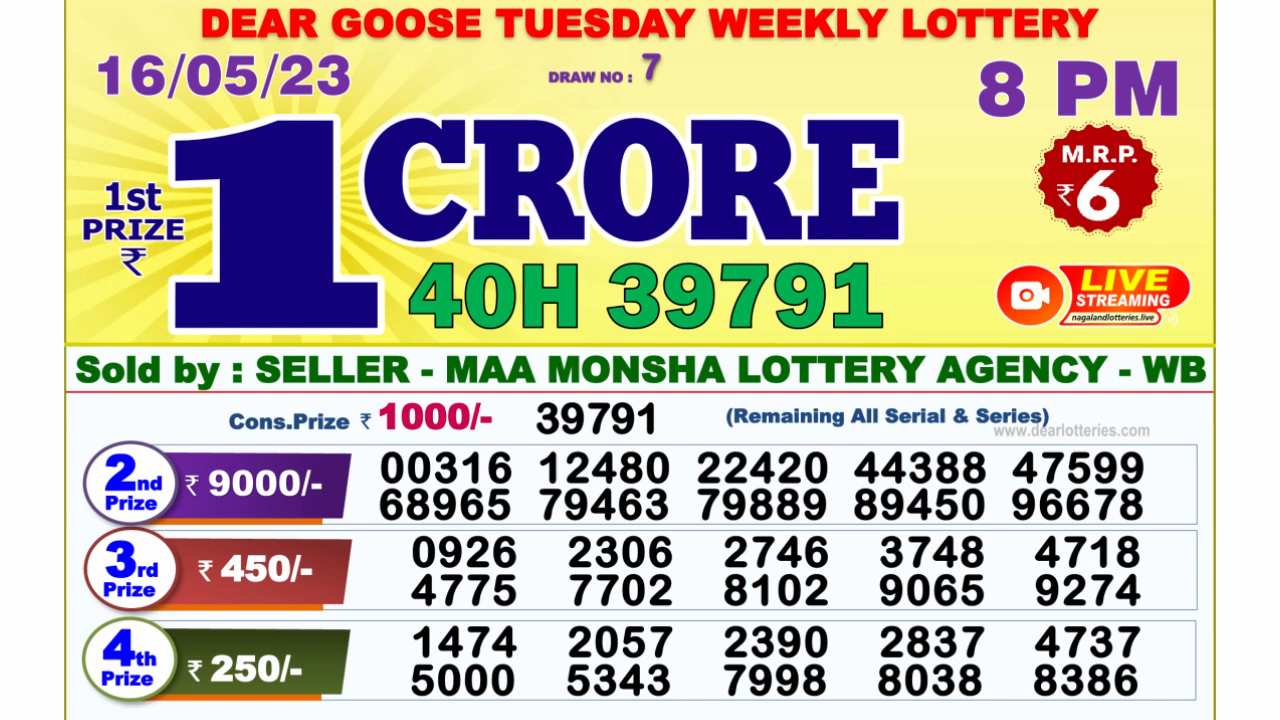 DEAR GOOSE TUESDAY WEEKLY LOTTERY
16/05/23 DRAW NO : 7 8 PM
1st PRIZE ₹ 1 CRORE
M.R.P. ₹ 6
40H 39791
LIVE STREAMING
nagalandlotteries.live
Sold by : SELLER - MAA MONSHA LOTTERY AGENCY - WB
Cons.Prize ₹ 1000/- 39791 (Remaining All Serial & Series)
www.dearlotteries.com
2nd Prize ₹ 9000/-
00316 12480 22420 44388 47599
68965 79463 79889 89450 96678
3rd Prize ₹ 450/-
0926 2306 2746 3748 4718
4775 7702 8102 9065 9274
4th Prize ₹ 250/-
1474 2057 2390 2837 4737
5000 5343 7998 8038 8386